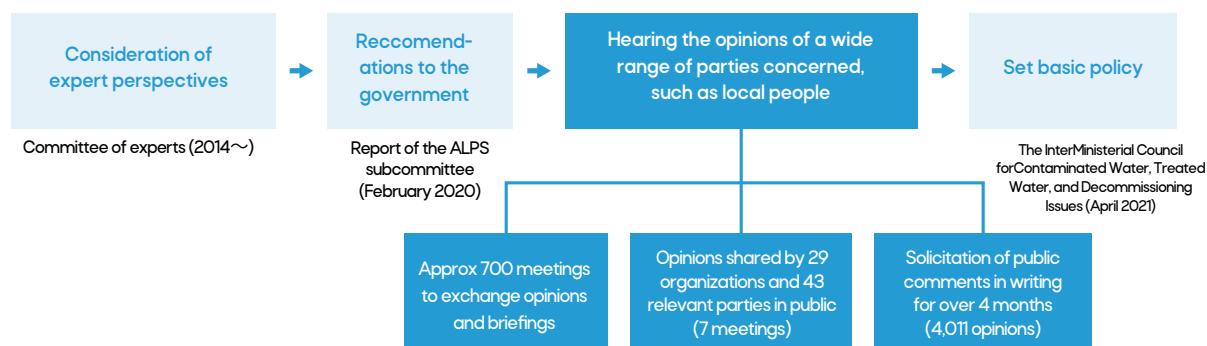 Consideration of
expert perspectives
Reccomend-
ations to the
government
Hearing the opinions of a wide
range of parties concerned,
such as local people
Set basic policy
Committee of experts (2014～)
Report of the ALPS
subcommittee
(February 2020)
The InterMinisterial Council
forContaminated Water, Treated
Water, and Decommissioning
Issues (April 2021)
Approx 700 meetings
to exchange opinions
and briefings
Opinions shared by 29
organizations and 43
relevant parties in public
(7 meetings)
Solicitation of public
comments in writing
for over 4 months
(4,011 opinions)